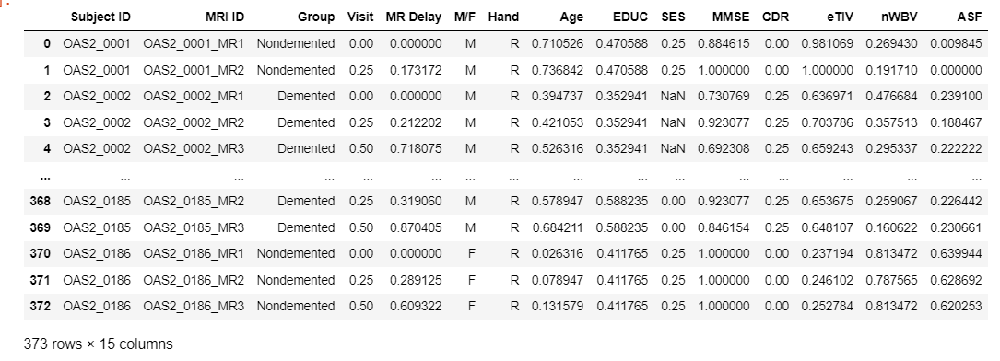 Subject ID MRI ID Group Visit MR Delay M/F Hand Age EDUC SES MMSE CDR eTIV nWBV ASF
0 OAS2_0001 OAS2_0001_MR1 Nondemented 0.00 0.000000 M R 0.710526 0.470588 0.25 0.884615 0.00 0.981069 0.269430 0.009845
1 OAS2_0001 OAS2_0001_MR2 Nondemented 0.25 0.173172 M R 0.736842 0.470588 0.25 1.000000 0.00 1.000000 0.191710 0.000000
2 OAS2_0002 OAS2_0002_MR1 Demented 0.00 0.000000 M R 0.394737 0.352941 NaN 0.730769 0.25 0.636971 0.476684 0.239100
3 OAS2_0002 OAS2_0002_MR2 Demented 0.25 0.212202 M R 0.421053 0.352941 NaN 0.923077 0.25 0.703786 0.357513 0.188467
4 OAS2_0002 OAS2_0002_MR3 Demented 0.50 0.718075 M R 0.526316 0.352941 NaN 0.692308 0.25 0.659243 0.295337 0.222222
... ... ... ... ... ... ... ... ... ... ... ... ... ... ... ...
368 OAS2_0185 OAS2_0185_MR2 Demented 0.25 0.319060 M R 0.578947 0.588235 0.00 0.923077 0.25 0.653675 0.259067 0.226442
369 OAS2_0185 OAS2_0185_MR3 Demented 0.50 0.870405 M R 0.684211 0.588235 0.00 0.846154 0.25 0.648107 0.160622 0.230661
370 OAS2_0186 OAS2_0186_MR1 Nondemented 0.00 0.000000 F R 0.026316 0.411765 0.25 1.000000 0.00 0.237194 0.813472 0.639944
371 OAS2_0186 OAS2_0186_MR2 Nondemented 0.25 0.289125 F R 0.078947 0.411765 0.25 1.000000 0.00 0.246102 0.787565 0.628692
372 OAS2_0186 OAS2_0186_MR3 Nondemented 0.50 0.609322 F R 0.131579 0.411765 0.25 1.000000 0.00 0.252784 0.813472 0.620253
373 rows × 15 columns